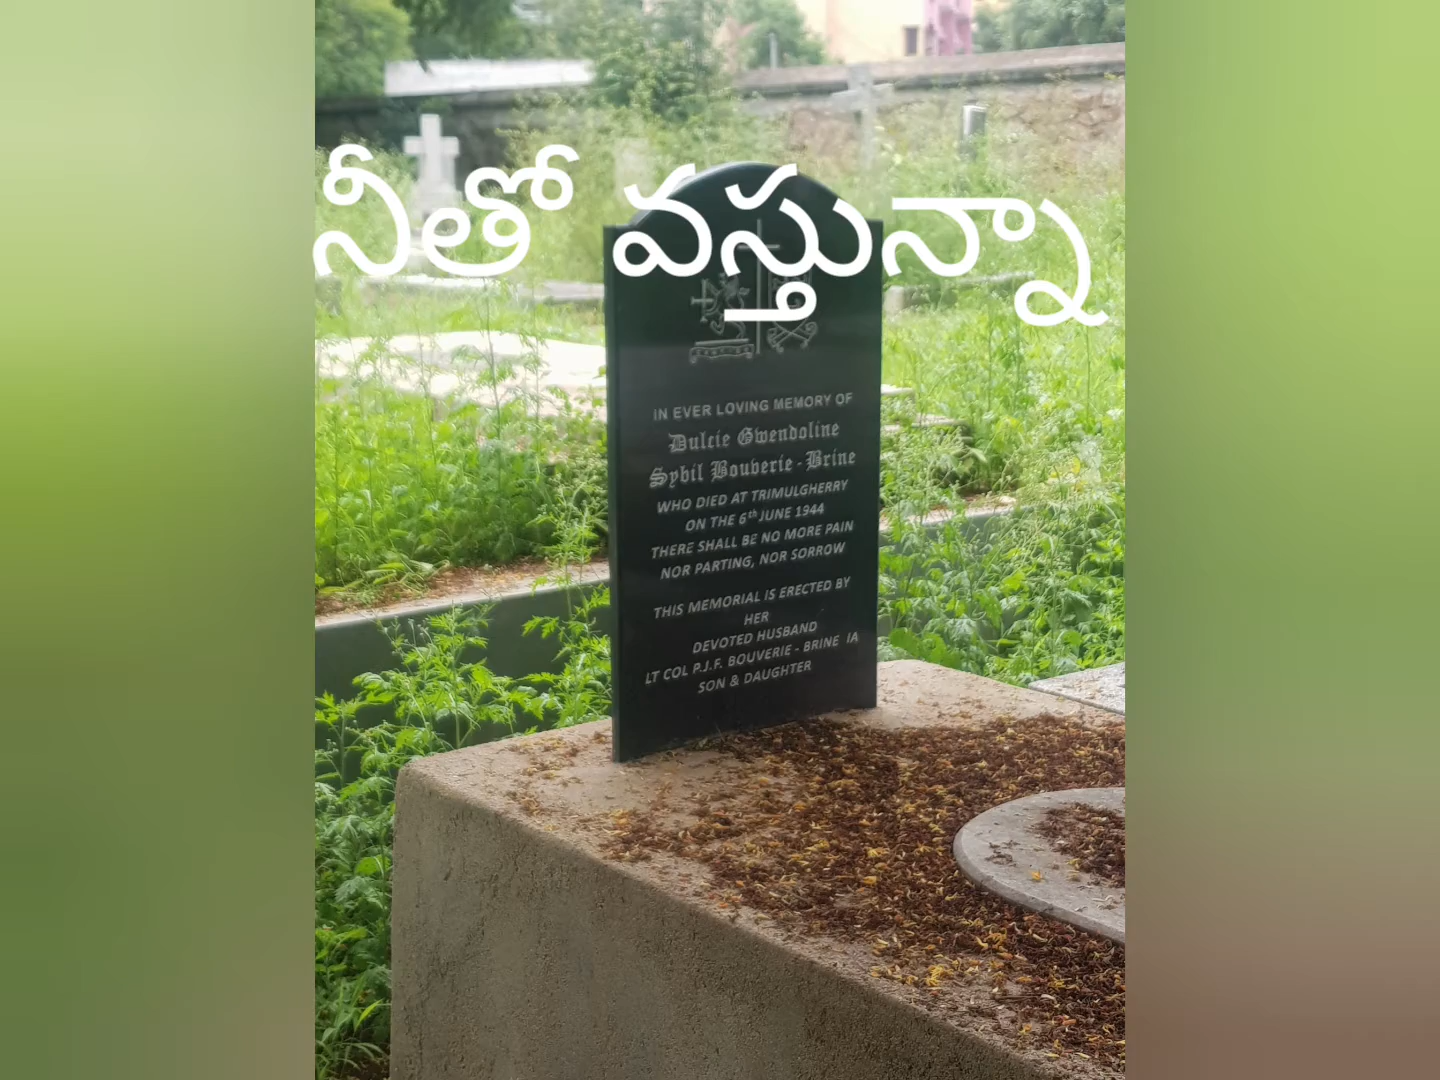 నీతో వస్తున్నా
IN EVER LOVING MEMORY OF
Dulcie Gwendoline
Sybil Bouverie - Brine
WHO DIED AT TRIMULGHERRY
ON THE 6th JUNE 1944
THERE SHALL BE NO MORE PAIN
NOR PARTING, NOR SORROW
THIS MEMORIAL IS ERECTED BY
HER
DEVOTED HUSBAND
LT COL P.J.F. BOUVERIE - BRINE IA
SON & DAUGHTER